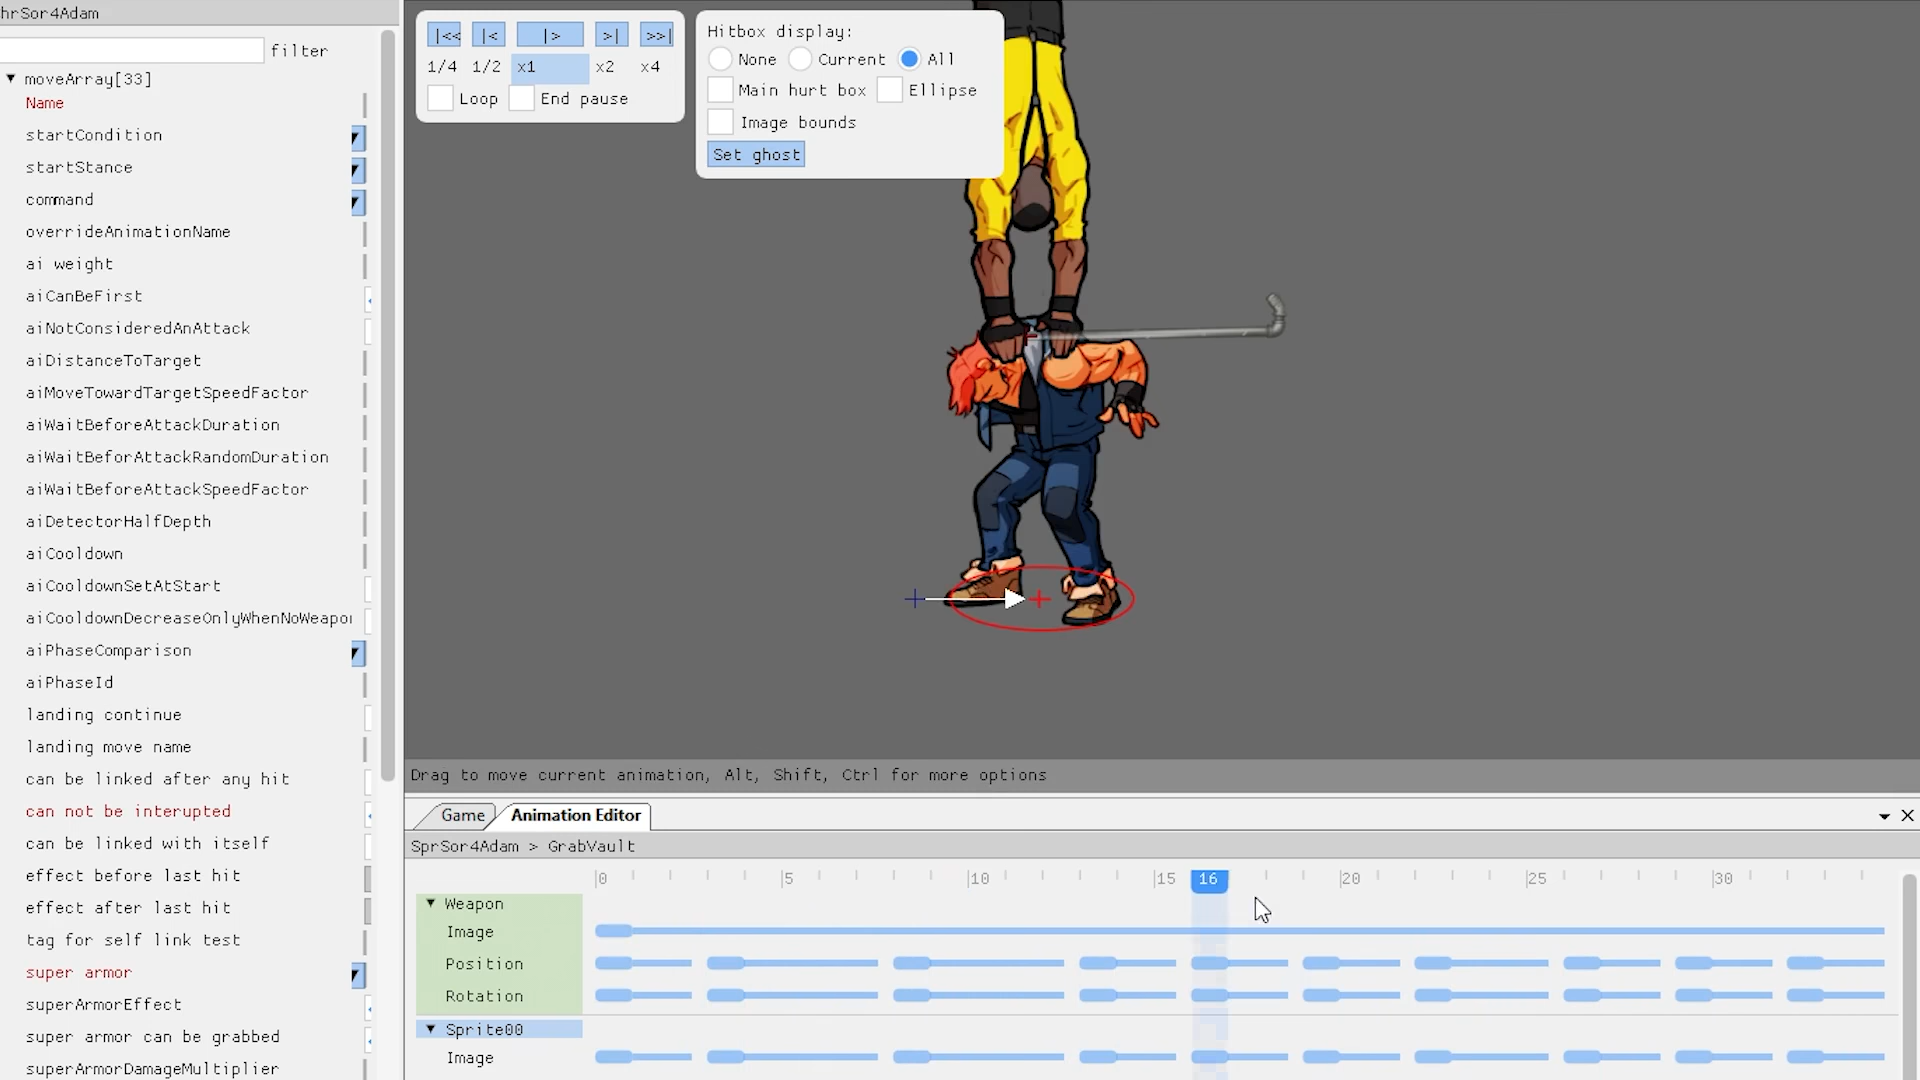 hrSor4Adam
filter
moveArray[33]
Name
startCondition
startStance
command
overrideAnimationName
ai weight
aiCanBeFirst
aiNotConsideredAnAttack
aiDistanceToTarget
aiMoveTowardTargetSpeedFactor
aiWaitBeforeAttackDuration
aiWaitBeforAttackRandomDuration
aiWaitBeforeAttackSpeedFactor
aiDetectorHalfDepth
aiCooldown
aiCooldownSetAtStart
aiCooldownDecreaseOnlyWhenNoWeapo
aiPhaseComparison
aiPhaseId
landing continue
landing move name
can be linked after any hit
can not be interupted
can be linked with itself
effect before last hit
effect after last hit
tag for self link test
super armor
superArmorEffect
super armor can be grabbed
superArmorDamageMultiplier
|<< |< |> >| >>|
1/4 1/2 x1 x2 x4
Loop End pause
Hitbox display:
None Current All
Main hurt box Ellipse
Image bounds
Set ghost
Drag to move current animation, Alt, Shift, Ctrl for more options
Game Animation Editor
SprSor4Adam > GrabVault
0 5 10 15 16 20 25 30
Weapon
Image
Position
Rotation
Sprite00
Image